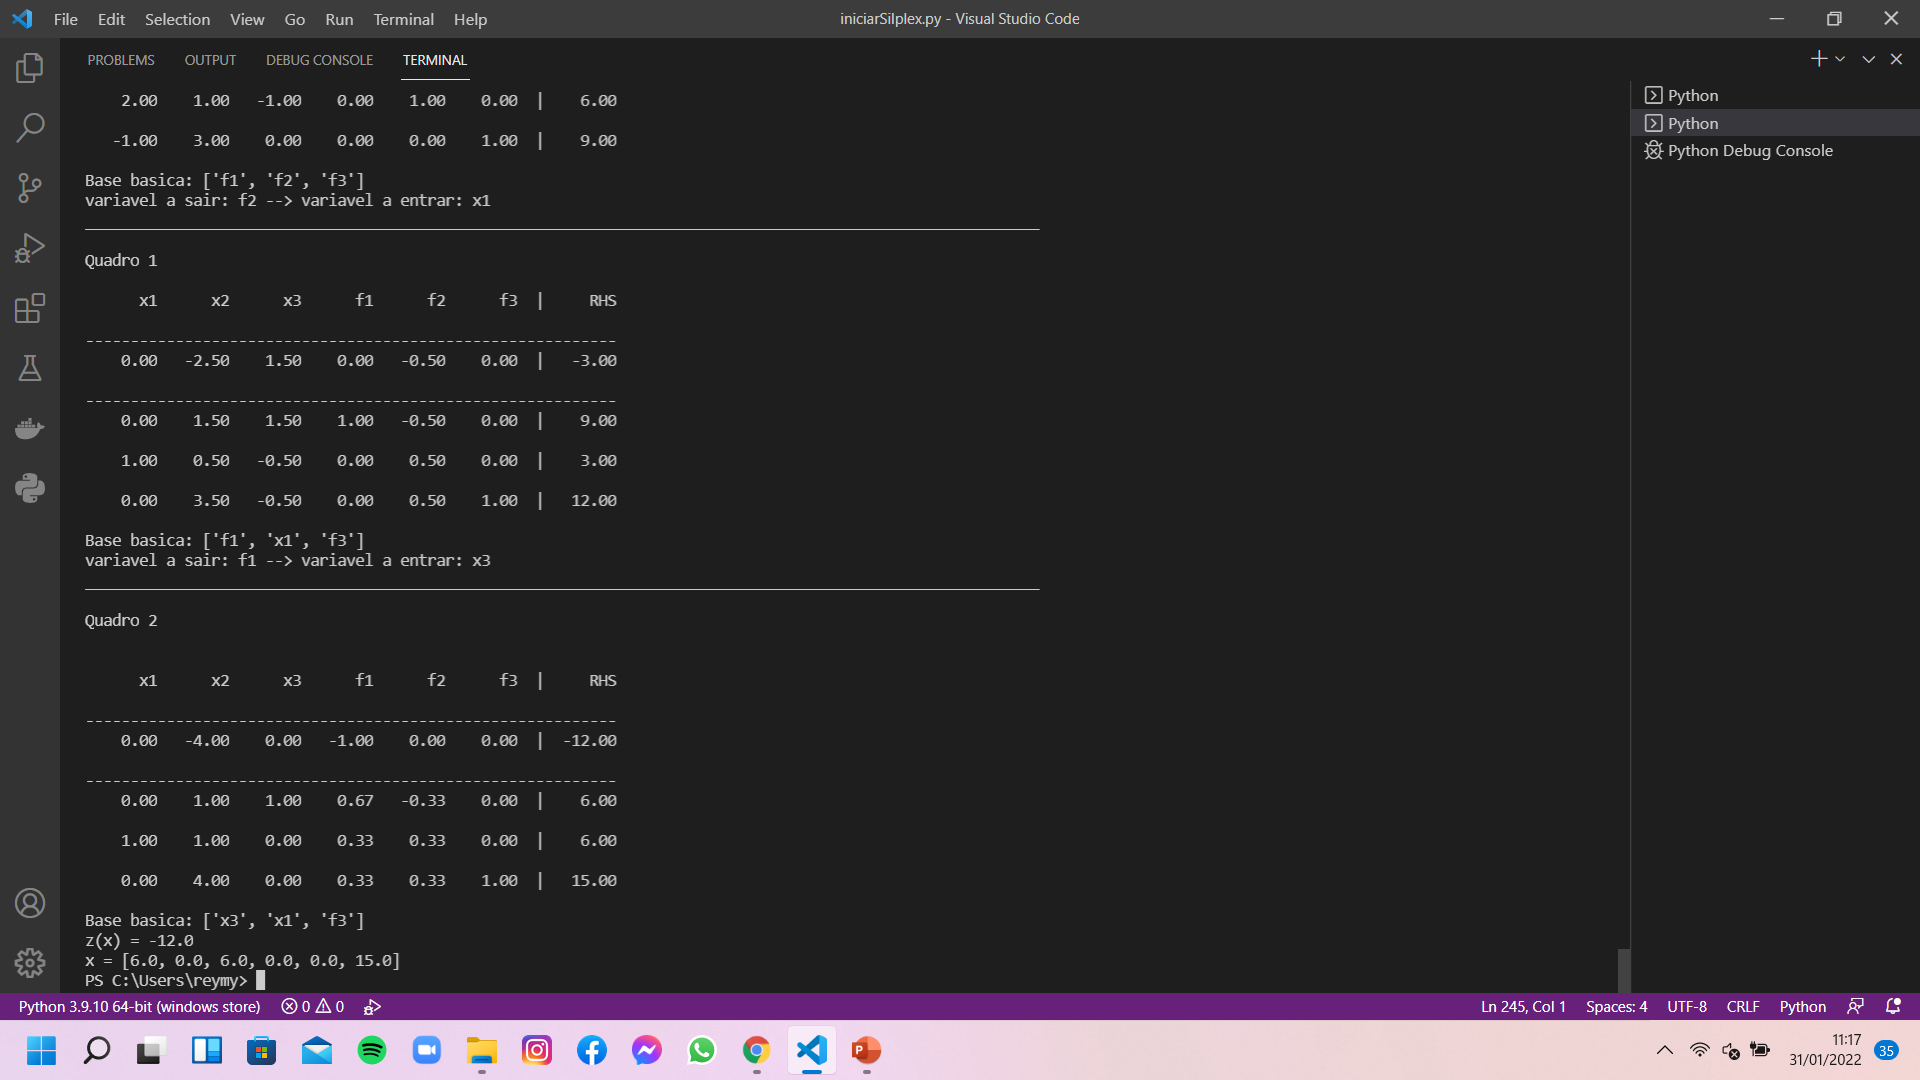 File Edit Selection View Go Run Terminal Help
iniciarSilplex.py - Visual Studio Code
PROBLEMS OUTPUT DEBUG CONSOLE TERMINAL
2.00 1.00 -1.00 0.00 1.00 0.00 | 6.00
-1.00 3.00 0.00 0.00 0.00 1.00 | 9.00
Base basica: ['f1', 'f2', 'f3']
variavel a sair: f2 --> variavel a entrar: x1
Quadro 1
x1 x2 x3 f1 f2 f3 | RHS
-----------------------------------------------------------
0.00 -2.50 1.50 0.00 -0.50 0.00 | -3.00
-----------------------------------------------------------
0.00 1.50 1.50 1.00 -0.50 0.00 | 9.00
1.00 0.50 -0.50 0.00 0.50 0.00 | 3.00
0.00 3.50 -0.50 0.00 0.50 1.00 | 12.00
Base basica: ['f1', 'x1', 'f3']
variavel a sair: f1 --> variavel a entrar: x3
Quadro 2
x1 x2 x3 f1 f2 f3 | RHS
-----------------------------------------------------------
0.00 -4.00 0.00 -1.00 0.00 0.00 | -12.00
-----------------------------------------------------------
0.00 1.00 1.00 0.67 -0.33 0.00 | 6.00
1.00 1.00 0.00 0.33 0.33 0.00 | 6.00
0.00 4.00 0.00 0.33 0.33 1.00 | 15.00
Base basica: ['x3', 'x1', 'f3']
z(x) = -12.0
x = [6.0, 0.0, 6.0, 0.0, 0.0, 15.0]
PS C:\Users\reymy>
Python
Python
Python Debug Console
Python 3.9.10 64-bit (windows store) 0 0
Ln 245, Col 1 Spaces: 4 UTF-8 CRLF Python
P
11:17
31/01/2022
35